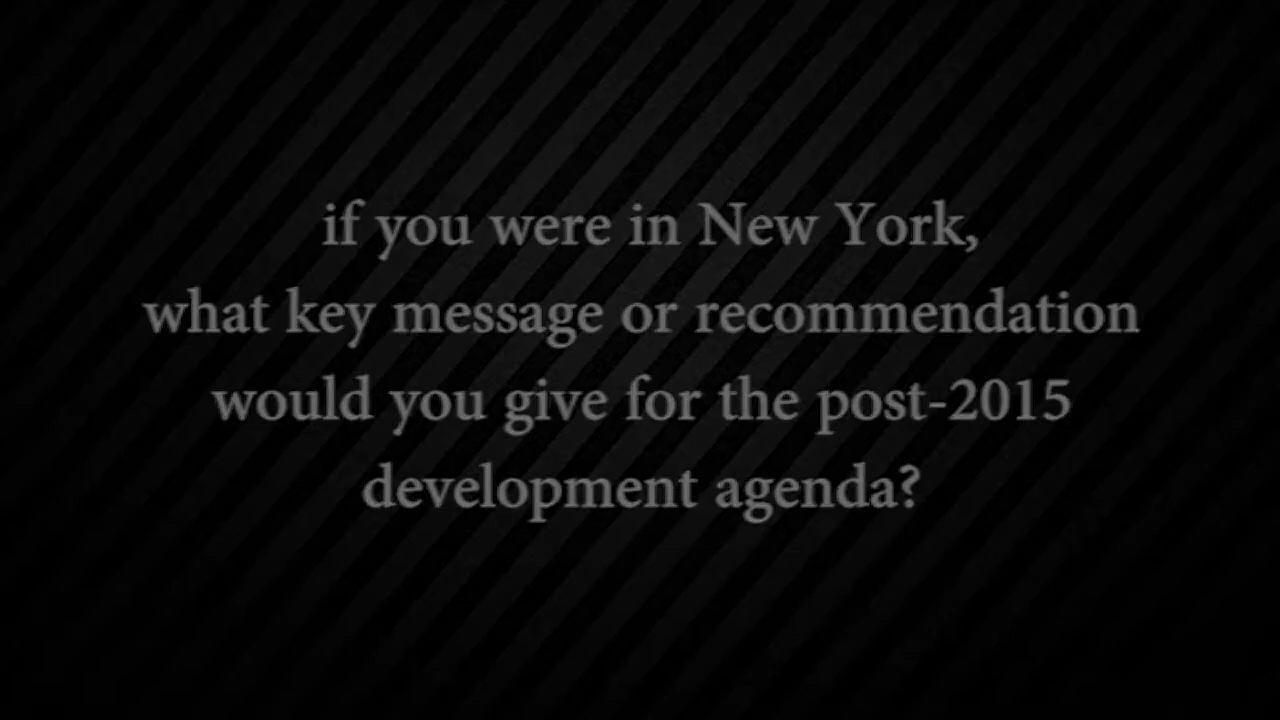 if you were in New York,
what key message or recommendation
would you give for the post-2015
development agenda?